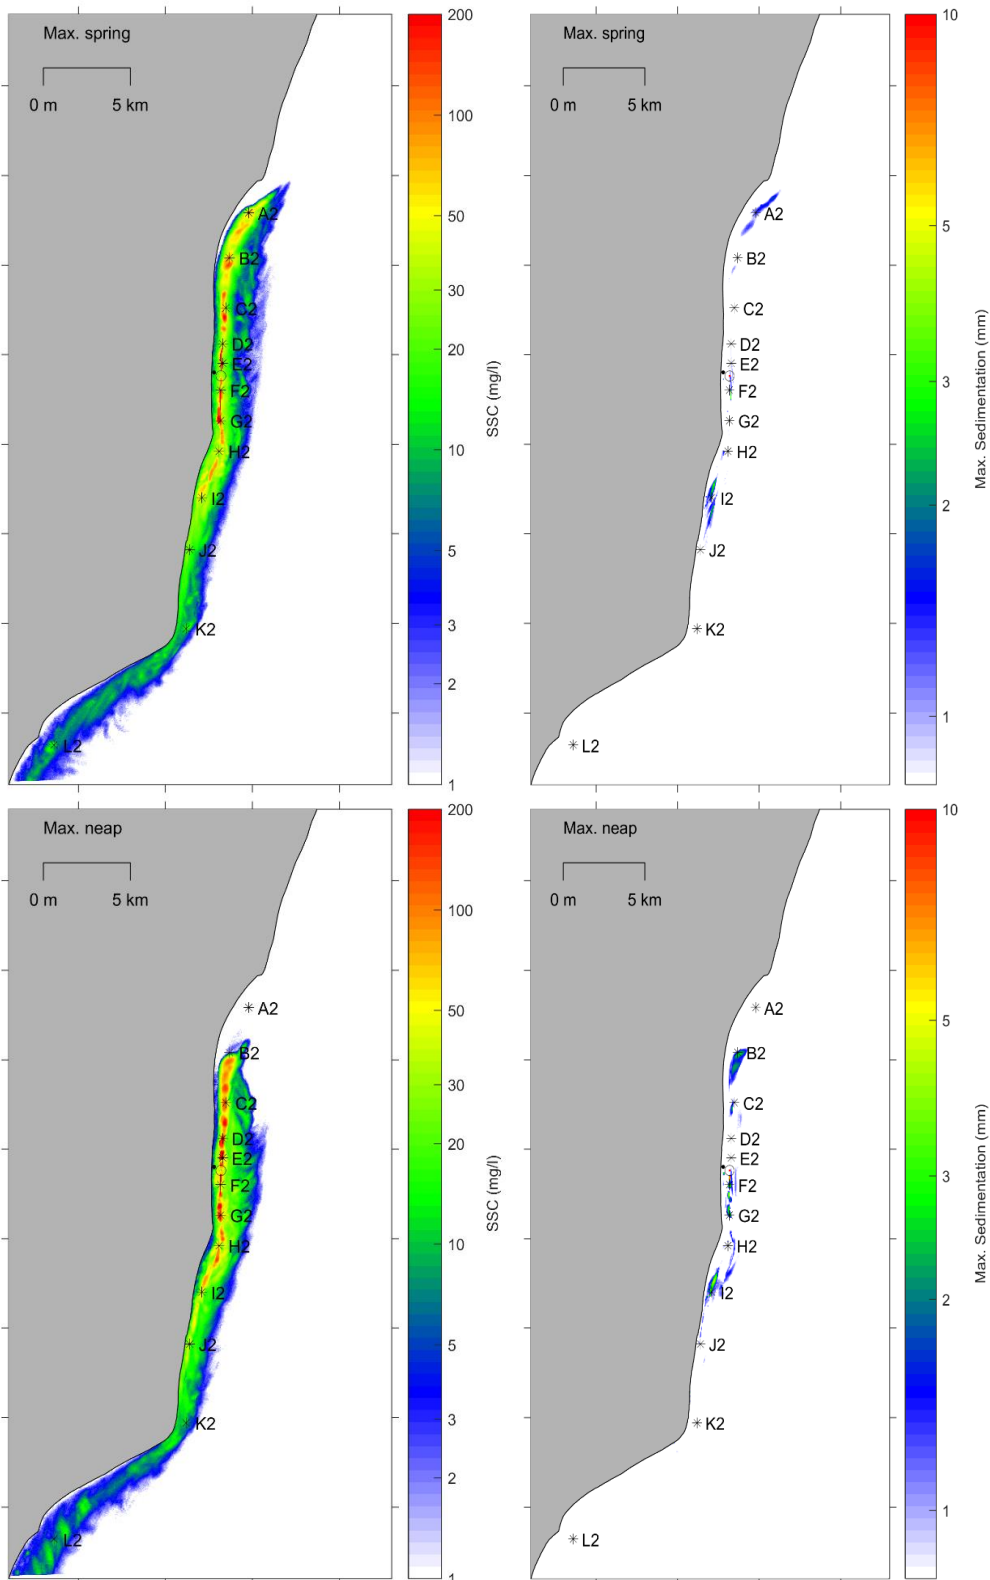 Max. spring
0 m 5 km
A2
B2
C2
D2
E2
F2
G2
H2
I2
J2
K2
L2
200
100
50
30
20
10
5
3
2
1
SSC (mg/l)
Max. spring
0 m 5 km
A2
B2
C2
D2
E2
F2
G2
H2
I2
J2
K2
L2
10
5
3
2
1
Max. Sedimentation (mm)
Max. neap
0 m 5 km
A2
B2
C2
D2
E2
F2
G2
H2
I2
J2
K2
L2
200
100
50
30
20
10
5
3
2
1
SSC (mg/l)
Max. neap
0 m 5 km
A2
B2
C2
D2
E2
F2
G2
H2
I2
J2
K2
L2
10
5
3
2
1
Max. Sedimentation (mm)